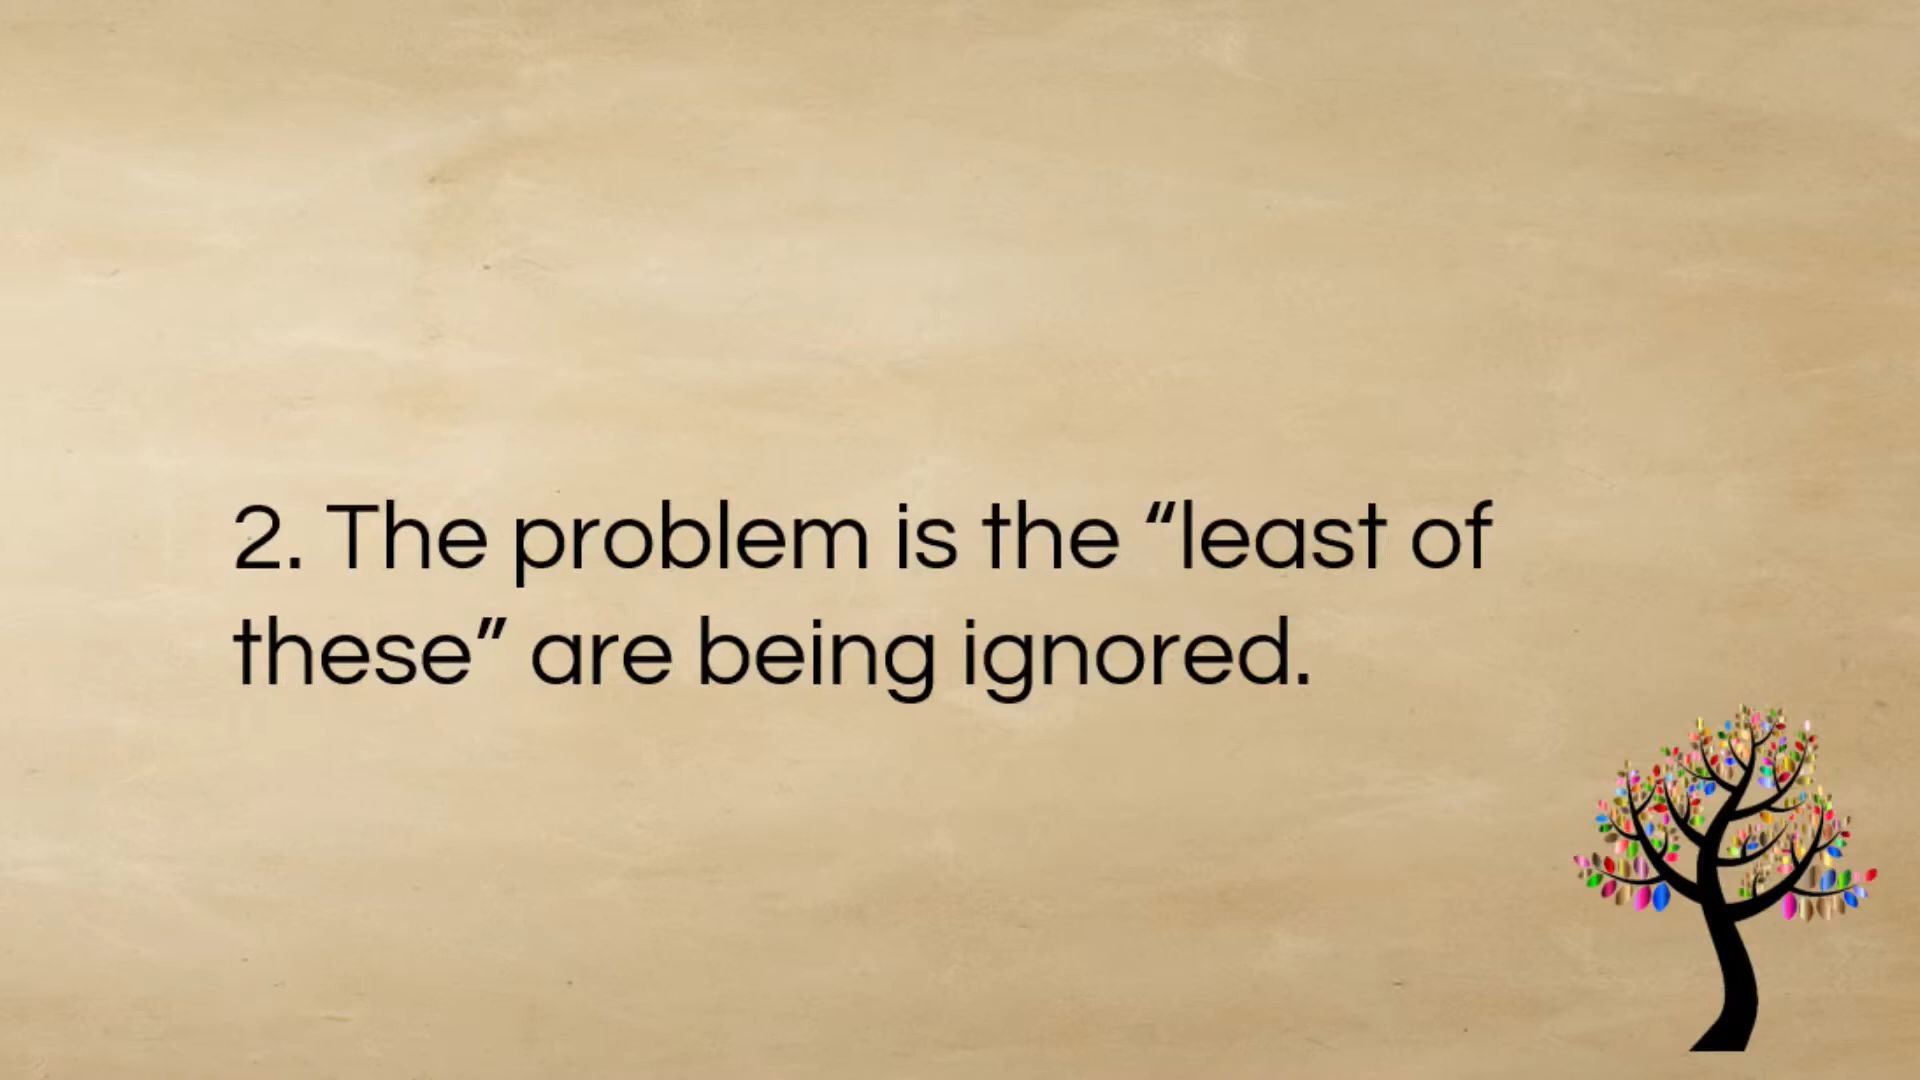 2. The problem is the “least of
these” are being ignored.